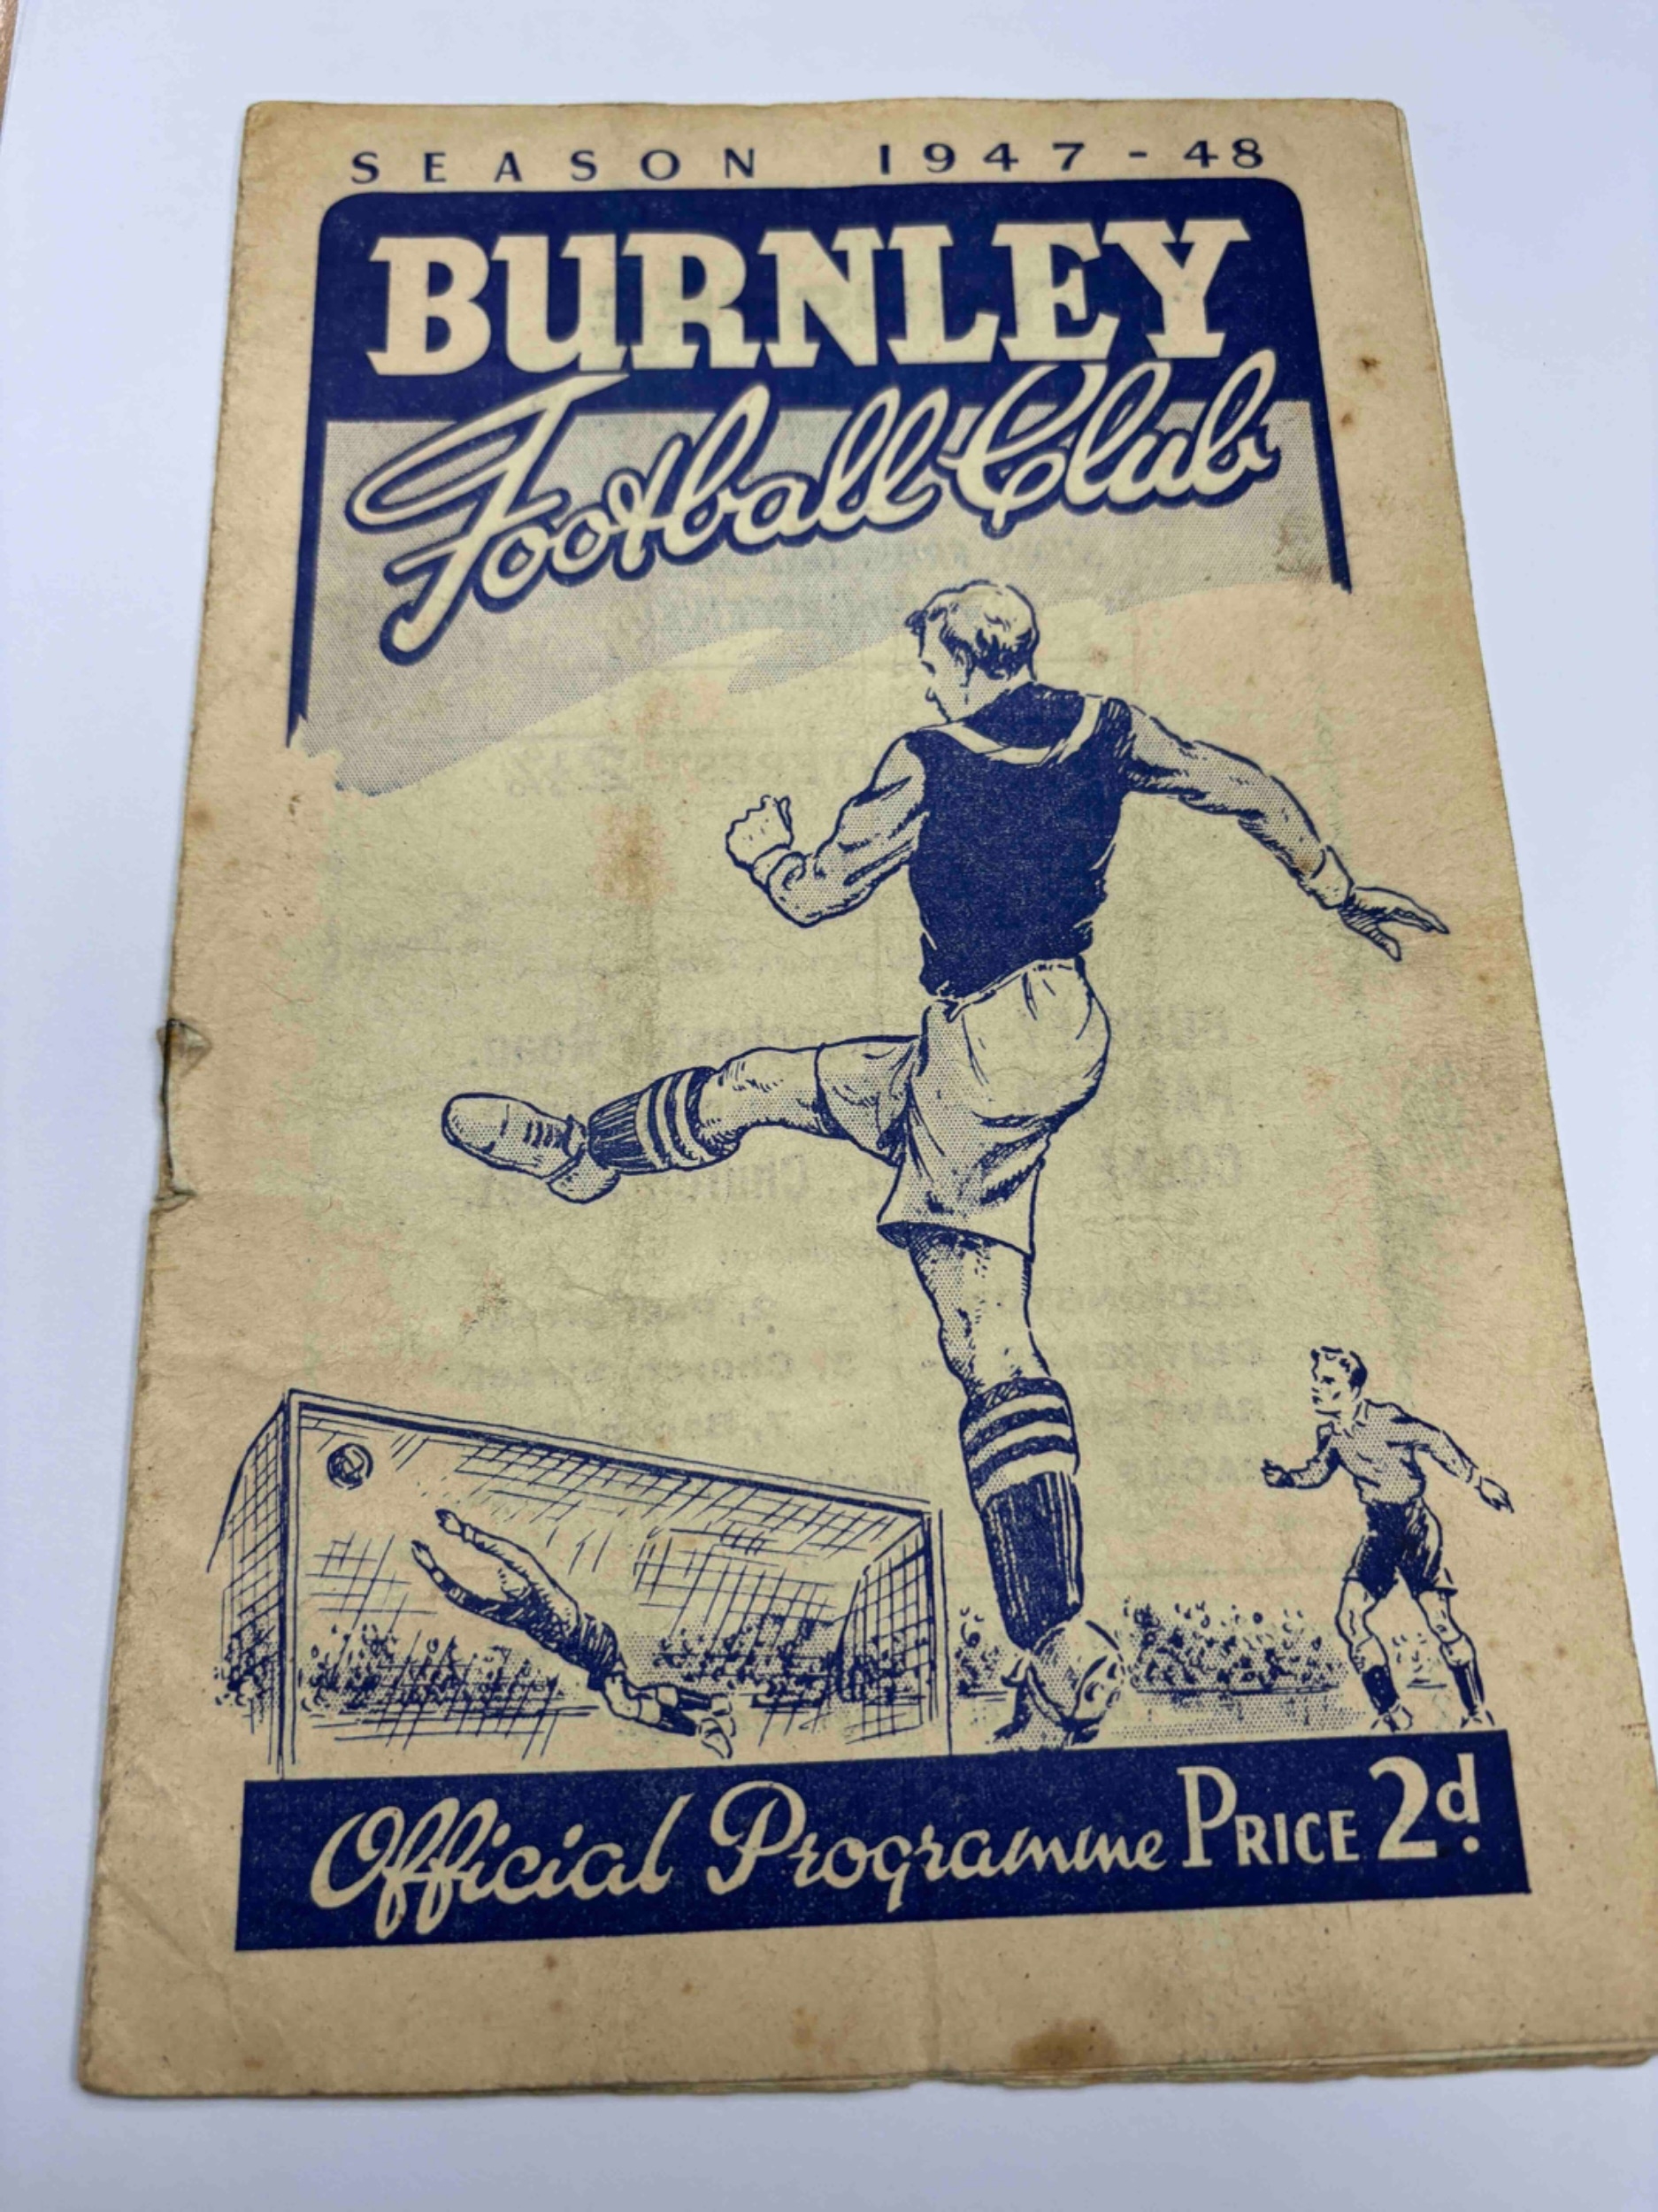 SEASON 1947-48
BURNLEY
Football Club
Official Programme PRICE 2d.